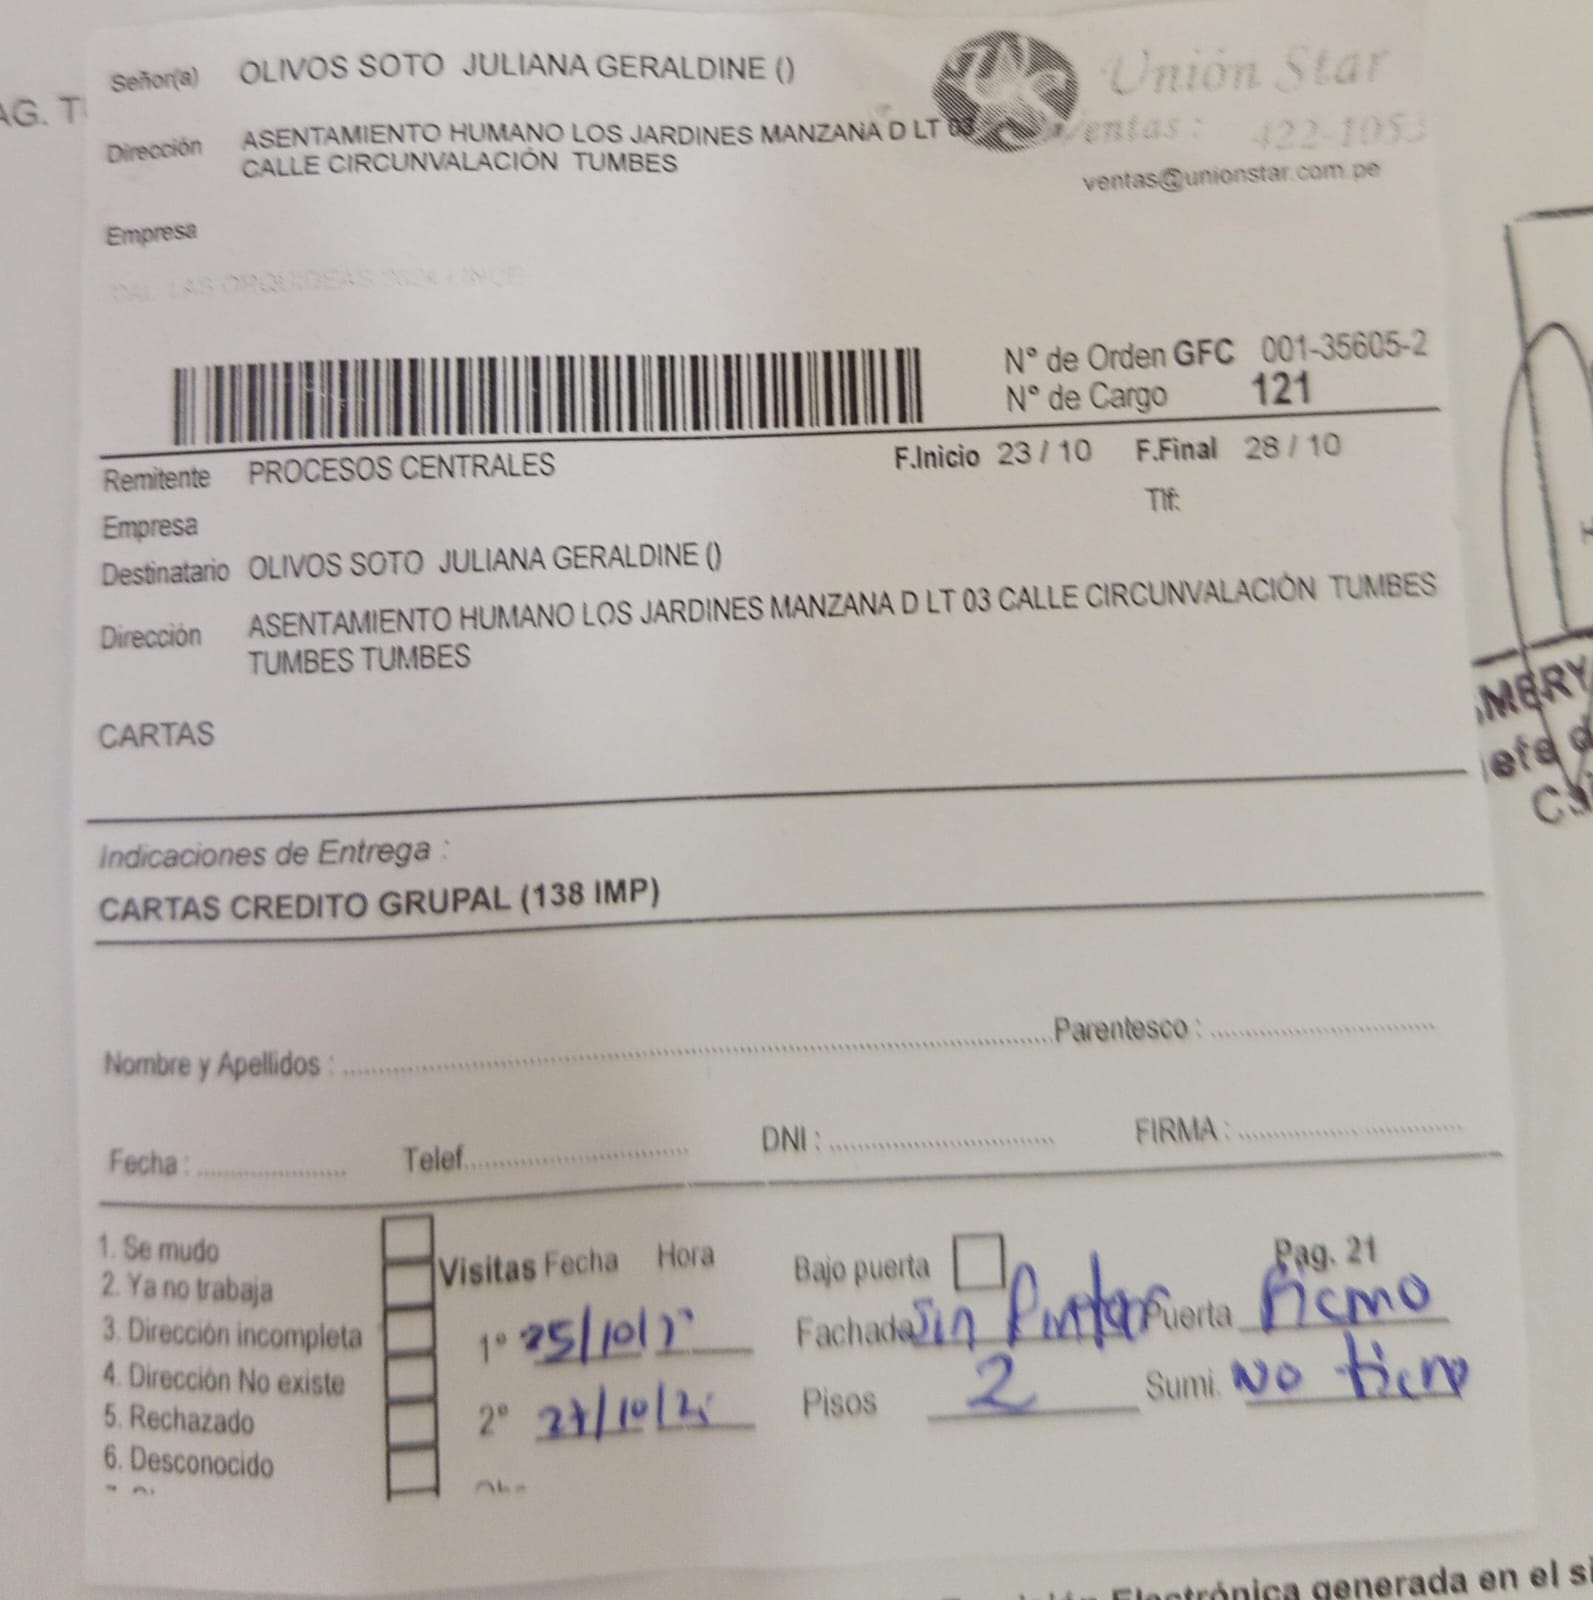 AG. T
Señor(a) OLIVOS SOTO JULIANA GERALDINE ()
Unión Star
Dirección ASENTAMIENTO HUMANO LOS JARDINES MANZANA D LT 03
CALLE CIRCUNVALACIÓN TUMBES
Ventas: 422-1053
ventas@unionstar.com.pe
Empresa
CAL. LAS ORQUIDEAS LINCE
N° de Orden GFC 001-35605-2
N° de Cargo 121
Remitente PROCESOS CENTRALES F.Inicio 23 / 10 F.Final 28 / 10
Empresa Tlf:
Destinatario OLIVOS SOTO JULIANA GERALDINE ()
Dirección ASENTAMIENTO HUMANO LOS JARDINES MANZANA D LT 03 CALLE CIRCUNVALACIÓN TUMBES
TUMBES TUMBES
CARTAS
Indicaciones de Entrega :
CARTAS CREDITO GRUPAL (138 IMP)
Nombre y Apellidos : Parentesco :
Fecha : Telef. DNI : FIRMA :
1. Se mudo
2. Ya no trabaja
3. Dirección incompleta
4. Dirección No existe
5. Rechazado
6. Desconocido
Visitas Fecha Hora
1° 25/10/
2° 27/10/25
Bajo puerta Pag. 21
Fachada Sin Pintar Puerta Fierro
Pisos 2 Sumi. No tiene
Electrónica generada en el si